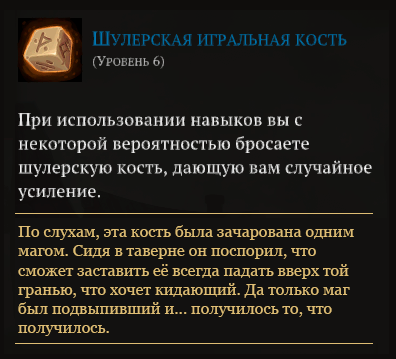 Шулерская игральная кость
(Уровень 6)
При использовании навыков вы с
некоторой вероятностью бросаете
шулерскую кость, дающую вам случайное
усиление.
По слухам, эта кость была зачарована одним
магом. Сидя в таверне он поспорил, что
сможет заставить её всегда падать вверх той
гранью, что хочет кидающий. Да только маг
был подвыпивший и... получилось то, что
получилось.